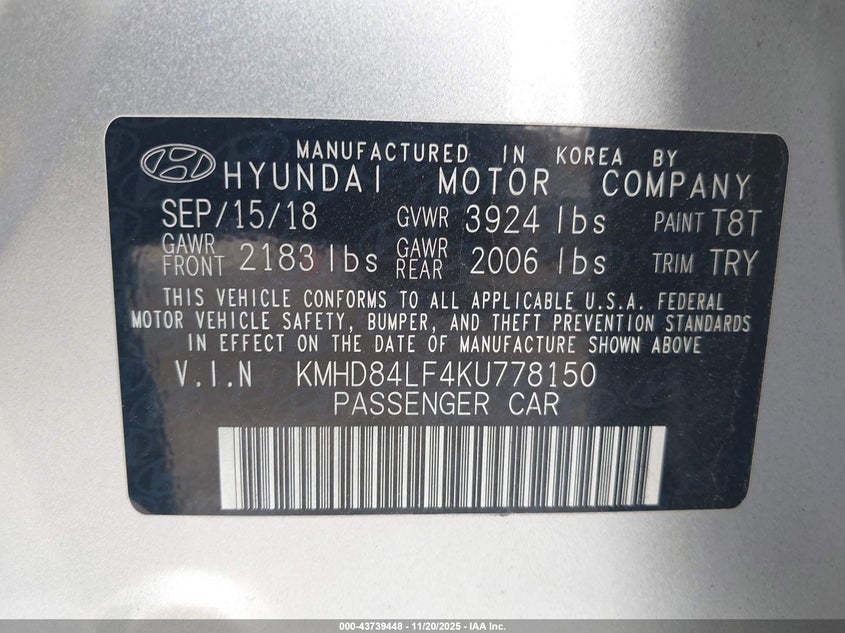 MANUFACTURED IN KOREA BY
HYUNDAI MOTOR COMPANY
SEP/15/18 GVWR 3924 lbs PAINT T8T
GAWR FRONT 2183 lbs GAWR REAR 2006 lbs TRIM TRY
THIS VEHICLE CONFORMS TO ALL APPLICABLE U.S.A. FEDERAL
MOTOR VEHICLE SAFETY, BUMPER, AND THEFT PREVENTION STANDARDS
IN EFFECT ON THE DATE OF MANUFACTURE SHOWN ABOVE.
V.I.N KMHD84LF4KU778150
PASSENGER CAR
000-43739448 - 11/20/2025 - IAA Inc.